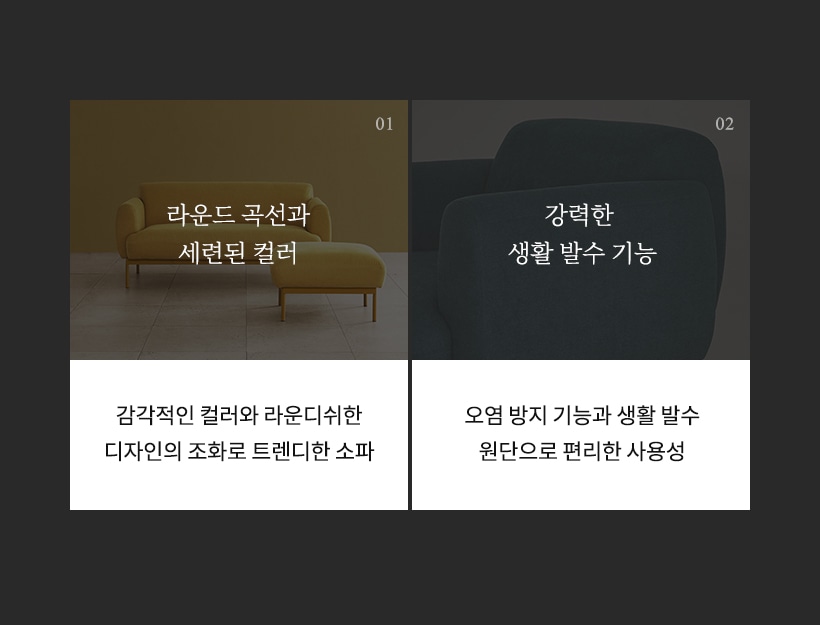 01
라운드 곡선과
세련된 컬러
감각적인 컬러와 라운디쉬한
디자인의 조화로 트렌디한 소파
02
강력한
생활 발수 기능
오염 방지 기능과 생활 발수
원단으로 편리한 사용성